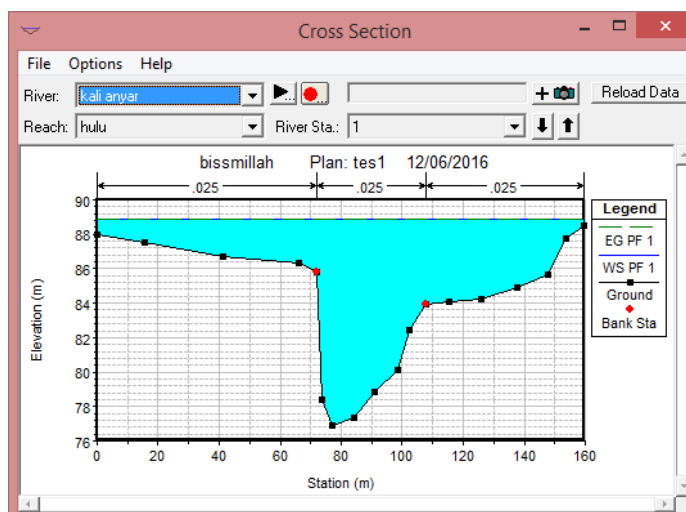 Cross Section
File Options Help
River: kali anyar
Reload Data
Reach: hulu River Sta.: 1
bissmillah Plan: tes1 12/06/2016
.025 .025 .025
90
88
86
84
82
80
78
76
Elevation (m)
0 20 40 60 80 100 120 140 160
Station (m)
Legend
EG PF 1
WS PF 1
Ground
Bank Sta